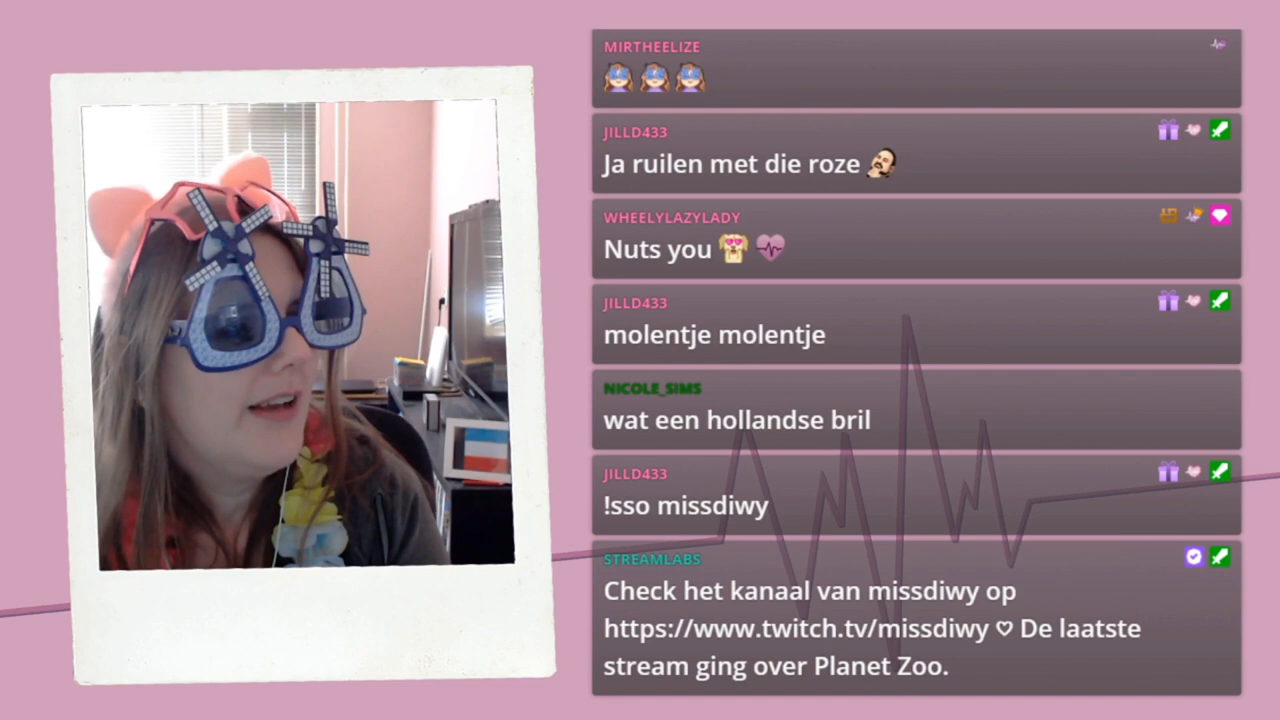 MIRTHEELIZE
JILLD433
Ja ruilen met die roze
WHEELYLAZYLADY
Nuts you
JILLD433
molentje molentje
NICOLE_SIMS
wat een hollandse bril
JILLD433
!sso missdiwy
STREAMLABS
Check het kanaal van missdiwy op
https://www.twitch.tv/missdiwy ♡ De laatste
stream ging over Planet Zoo.